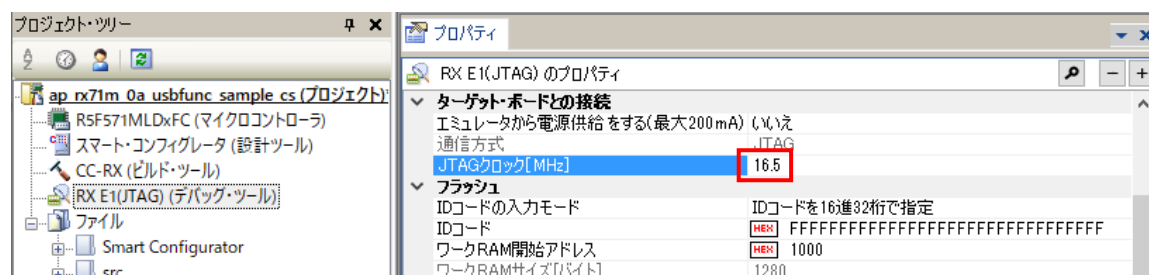 プロジェクト・ツリー
ap_rx71m_0a_usbfunc_sample_cs (プロジェクト)*
R5F571MLDxFC (マイクロコントローラ)
スマート・コンフィグレータ (設計ツール)
CC-RX (ビルド・ツール)
RX E1(JTAG) (デバッグ・ツール)
ファイル
Smart Configurator
src
プロパティ
RX E1(JTAG) のプロパティ
ターゲット・ボードとの接続
エミュレータから電源供給をする(最大200mA) いいえ
通信方式 JTAG
JTAGクロック[MHz] 16.5
フラッシュ
IDコードの入力モード IDコードを16進32桁で指定
IDコード HEX FFFFFFFFFFFFFFFFFFFFFFFFFFFFFFFF
ワークRAM開始アドレス HEX 1000
ワークRAMサイズ[バイト] 1280